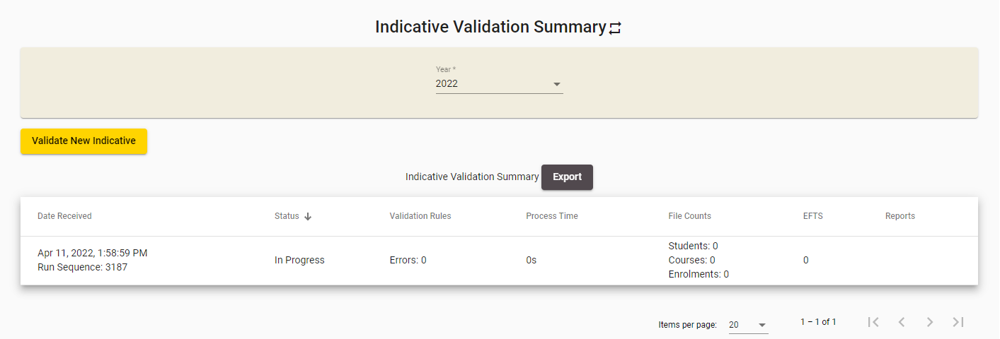 Indicative Validation Summary
Year *
2022
Validate New Indicative
Indicative Validation Summary Export
Date Received Status Validation Rules Process Time File Counts EFTS Reports
Apr 11, 2022, 1:58:59 PM
Run Sequence: 3187
In Progress
Errors: 0
0s
Students: 0
Courses: 0
Enrolments: 0
0
Items per page: 20 1 – 1 of 1